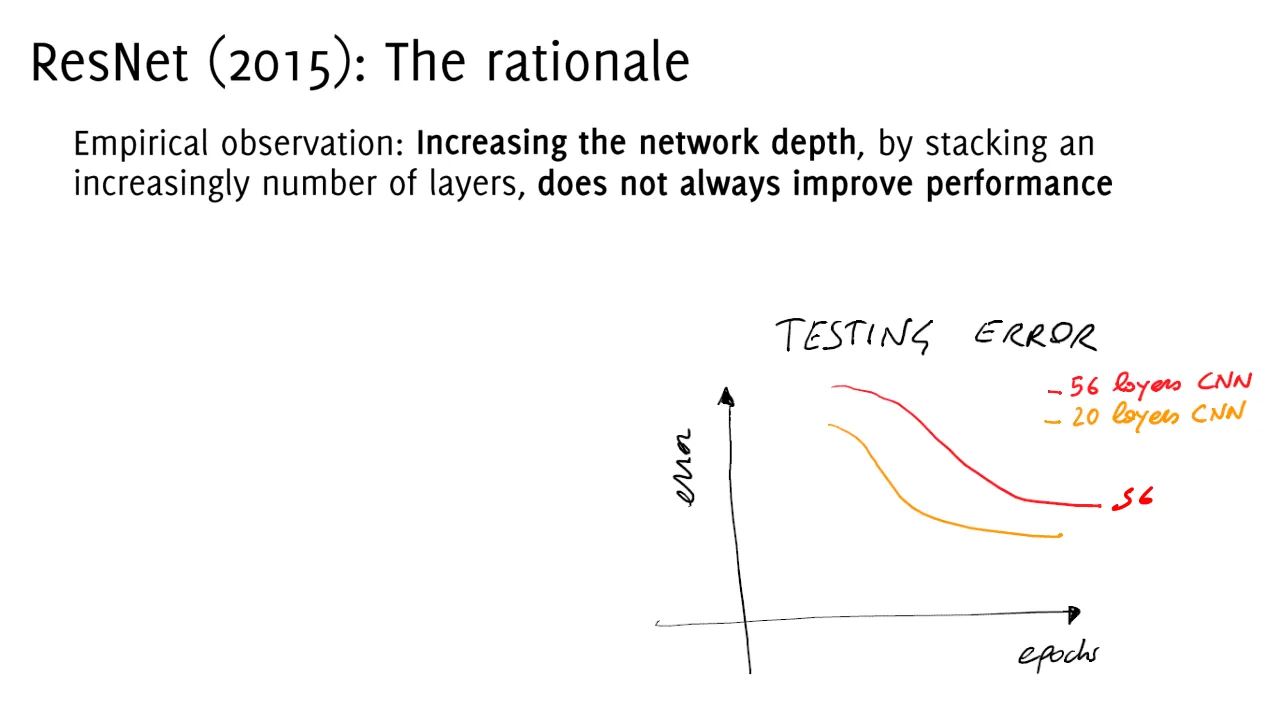 ResNet (2015): The rationale
Empirical observation: Increasing the network depth, by stacking an
increasingly number of layers, does not always improve performance
TESTING ERROR
- 56 layers CNN
- 20 layers CNN
error
56
epochs